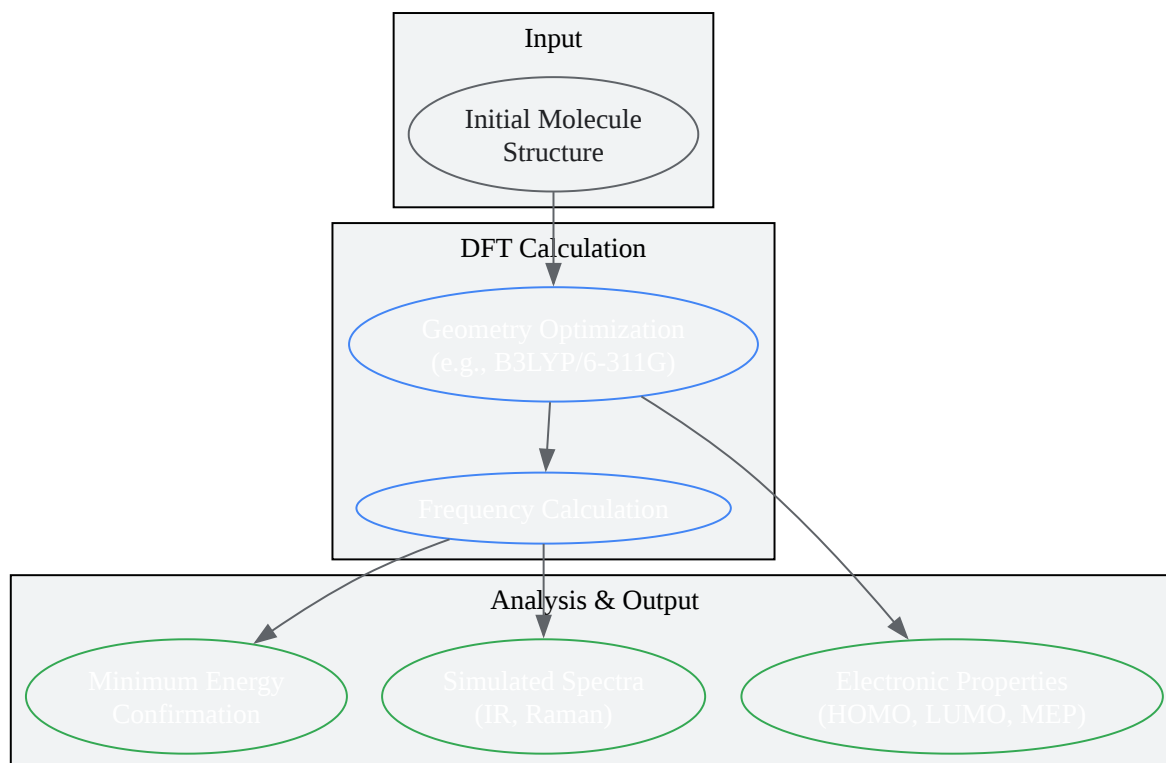 Input
Initial Molecule
Structure
DFT Calculation
Geometry Optimization
(e.g., B3LYP/6-311G)
Frequency Calculation
Analysis & Output
Minimum Energy
Confirmation
Simulated Spectra
(IR, Raman)
Electronic Properties
(HOMO, LUMO, MEP)